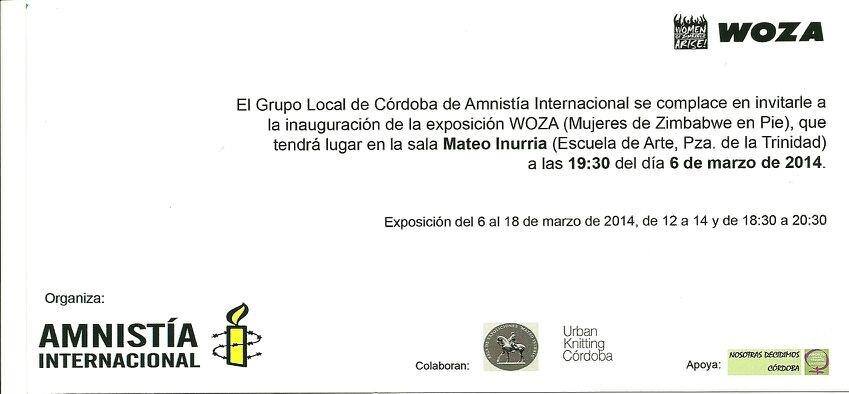 WOMEN
OF ZIMBABWE
ARISE!
WOZA
El Grupo Local de Córdoba de Amnistía Internacional se complace en invitarle a
la inauguración de la exposición WOZA (Mujeres de Zimbabwe en Pie), que
tendrá lugar en la sala Mateo Inurria (Escuela de Arte, Pza. de la Trinidad)
a las 19:30 del día 6 de marzo de 2014.
Exposición del 6 al 18 de marzo de 2014, de 12 a 14 y de 18:30 a 20:30
Organiza:
AMNISTÍA
INTERNACIONAL
Colaboran:
Urban
Knitting
Córdoba
Apoya:
NOSOTRAS DECIDIMOS
CÓRDOBA